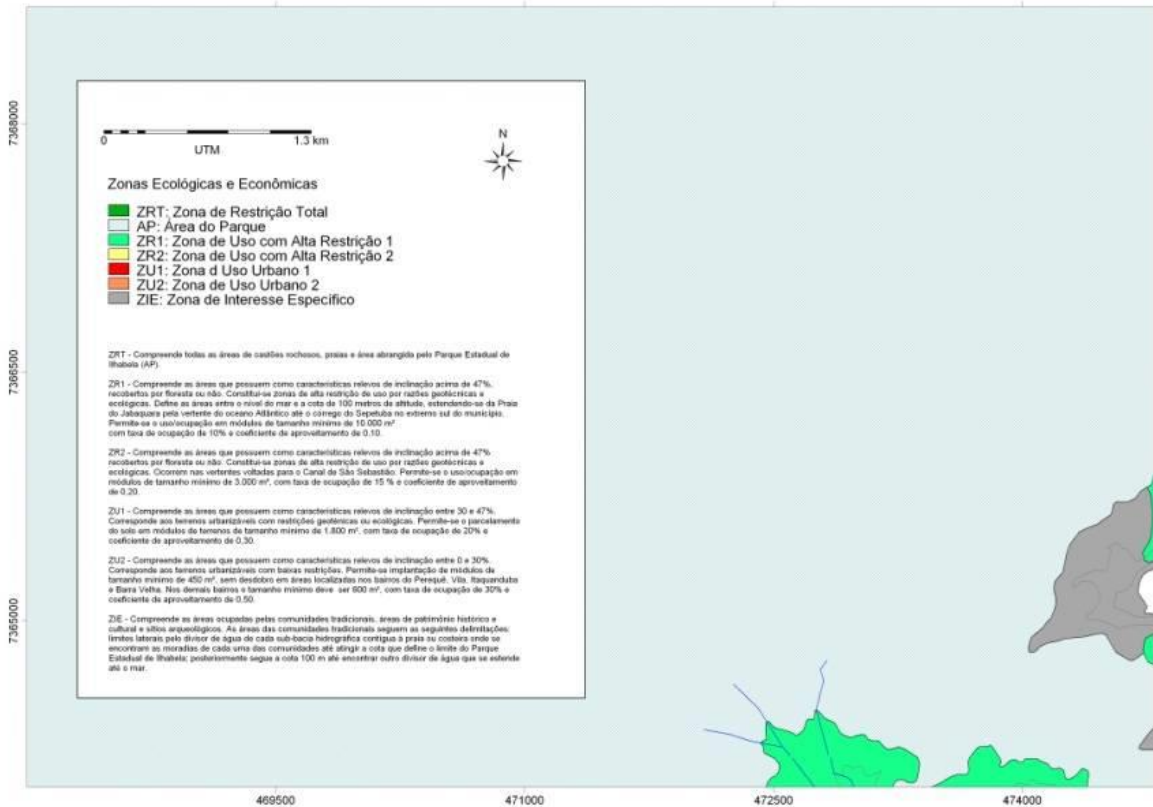 7368000
7366500
7365000
0 1.3 km
UTM
N
Zonas Ecológicas e Econômicas
ZRT: Zona de Restrição Total
AP: Área do Parque
ZR1: Zona de Uso com Alta Restrição 1
ZR2: Zona de Uso com Alta Restrição 2
ZU1: Zona d Uso Urbano 1
ZU2: Zona de Uso Urbano 2
ZIE: Zona de Interesse Específico
ZRT - Compreende todas as áreas de castões rochosos, praias e área abrangida pelo Parque Estadual de
Ilhabela (AP).
ZR1 - Compreende as áreas que possuem como características relevos de inclinação acima de 47%,
recobertos por floresta ou não. Constitui-se zonas de alta restrição de uso por razões geotécnicas e
ecológicas. Define as áreas entre o nível do mar e a cota de 100 metros de altitude, estendendo-se da Praia
do Jabaquara pela vertente do oceano Atlântico até o córrego do Sepetuba no extremo sul do município.
Permite-se o uso/ocupação em módulos de tamanho mínimo de 10.000 m²
com taxa de ocupação de 10% e coeficiente de aproveitamento de 0,10.
ZR2 - Compreende as áreas que possuem como características relevos de inclinação acima de 47%
recobertos por floresta ou não. Constitui-se zonas de alta restrição de uso por razões geotécnicas e
ecológicas. Ocorrem nas vertentes voltadas para o Canal de São Sebastião. Permite-se o uso/ocupação em
módulos de tamanho mínimo de 3.000 m², com taxa de ocupação de 15 % e coeficiente de aproveitamento
de 0,20.
ZU1 - Compreende as áreas que possuem como características relevos de inclinação entre 30 e 47%.
Corresponde aos terrenos urbanizáveis com restrições geoténicas ou ecológicas. Permite-se o parcelamento
do solo em módulos de terrenos de tamanho mínimo de 1.800 m², com taxa de ocupação de 20% e
coeficiente de aproveitamento de 0,30.
ZU2 - Compreende as áreas que possuem como características relevos de inclinação entre 0 e 30%.
Corresponde aos terrenos urbanizáveis com baixas restrições. Permite-se implantação de módulos de
tamanho mínimo de 450 m², sem desdobro em áreas localizadas nos bairros do Perequê, Vila, Itaquanduba
e Barra Velha. Nos demais bairros o tamanho mínimo deve ser 600 m², com taxa de ocupação de 30% e
coeficiente de aproveitamento de 0,50.
ZIE - Compreende as áreas ocupadas pelas comunidades tradicionais, áreas de patrimônio histórico e
cultural e sítios arqueológicos. As áreas das comunidades tradicionais seguem as seguintes delimitações:
limites laterais pelo divisor de água de cada sub-bacia hidrográfica contígua à praia ou costeira onde se
encontram as moradias de cada uma das comunidades até atingir a cota que define o limite do Parque
Estadual de Ilhabela; posteriormente segue a cota 100 m até encontrar outro divisor de água que se estende
até o mar.
469500 471000 472500 474000